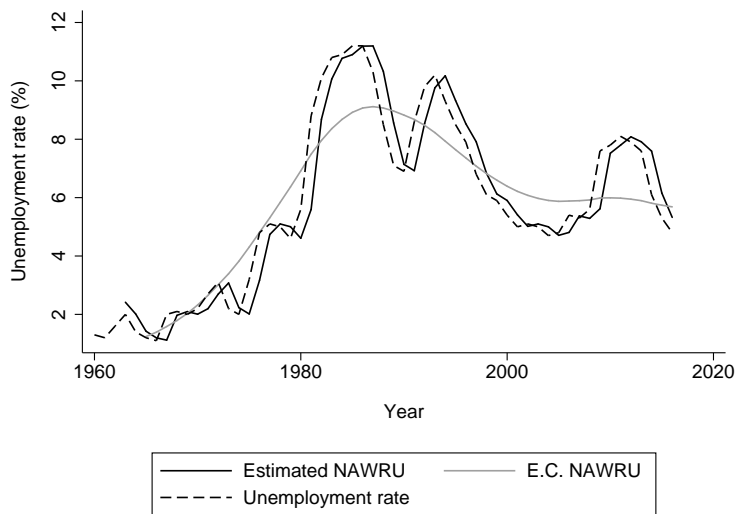 12
10
8
6
4
2
Unemployment rate (%)
1960
1980
2000
2020
Year
Estimated NAWRU
E.C. NAWRU
Unemployment rate